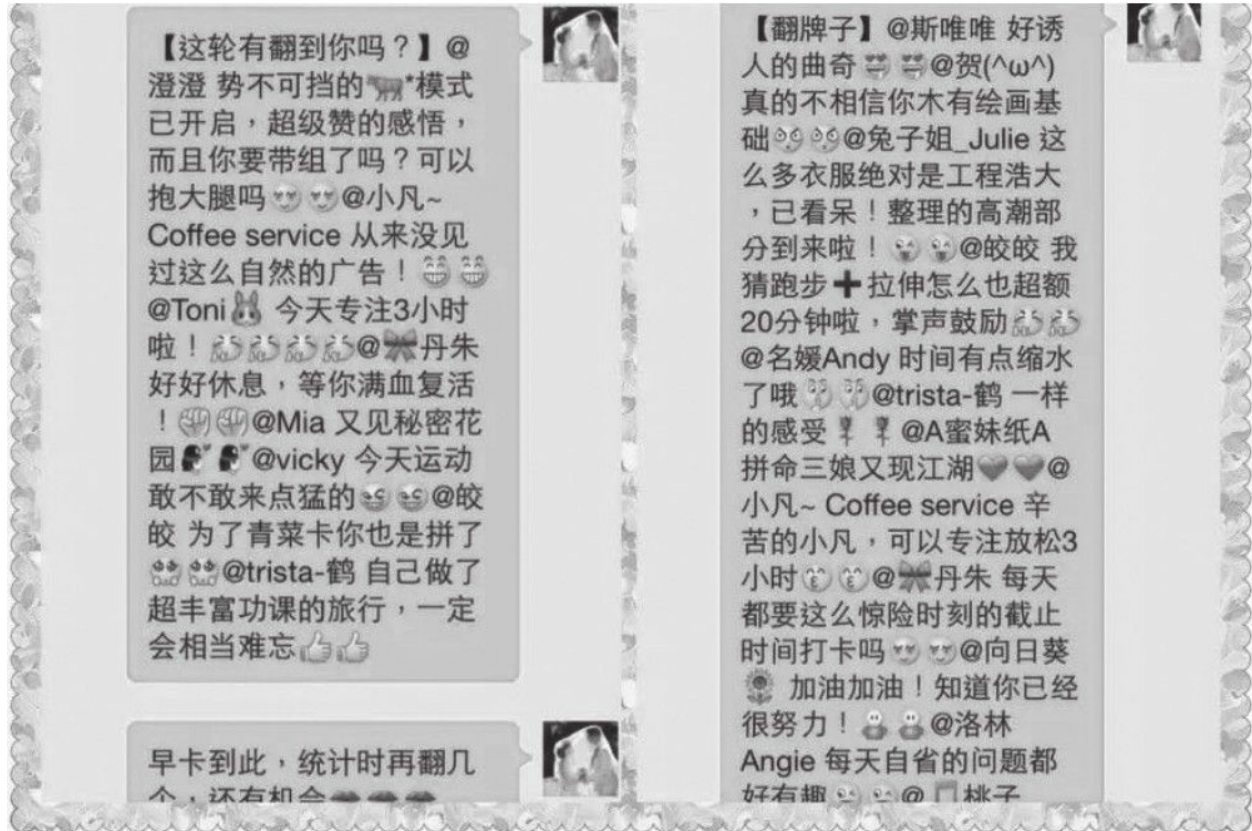 【这轮有翻到你吗？】@
澄澄 势不可挡的🐂*模式
已开启，超级赞的感悟，
而且你要带组了吗？可以
抱大腿吗😍😍@小凡~
Coffee service 从来没见
过这么自然的广告！😁😁
@Toni🐰 今天专注3小时
啦！💪💪💪💪@🎀丹朱
好好休息，等你满血复活
！✊✊@Mia 又见秘密花
园💏💏@vicky 今天运动
敢不敢来点猛的😆😆@皎
皎 为了青菜卡你也是拼了
😭😭@trista-鹤 自己做了
超丰富功课的旅行，一定
会相当难忘👍👍
早卡到此，统计时再翻几
个，还有机会👄👄👄
【翻牌子】@斯唯唯 好诱
人的曲奇😍😍@贺(^ω^)
真的不相信你木有绘画基
础😳😳@兔子姐_Julie 这
么多衣服绝对是工程浩大
，已看呆！整理的高潮部
分到来啦！😜😜@皎皎 我
猜跑步➕拉伸怎么也超额
20分钟啦，掌声鼓励💪💪
@名媛Andy 时间有点缩水
了哦👀👀@trista-鹤 一样
的感受🌹🌹@A蜜妹纸A
拼命三娘又现江湖❤❤@
小凡~ Coffee service 辛
苦的小凡，可以专注放松3
小时😙😙@🎀丹朱 每天
都要这么惊险时刻的截止
时间打卡吗😍😍@向日葵
🌻 加油加油！知道你已经
很努力！⛄⛄@洛林
Angie 每天自省的问题都
好有趣😄😄@🎵桃子